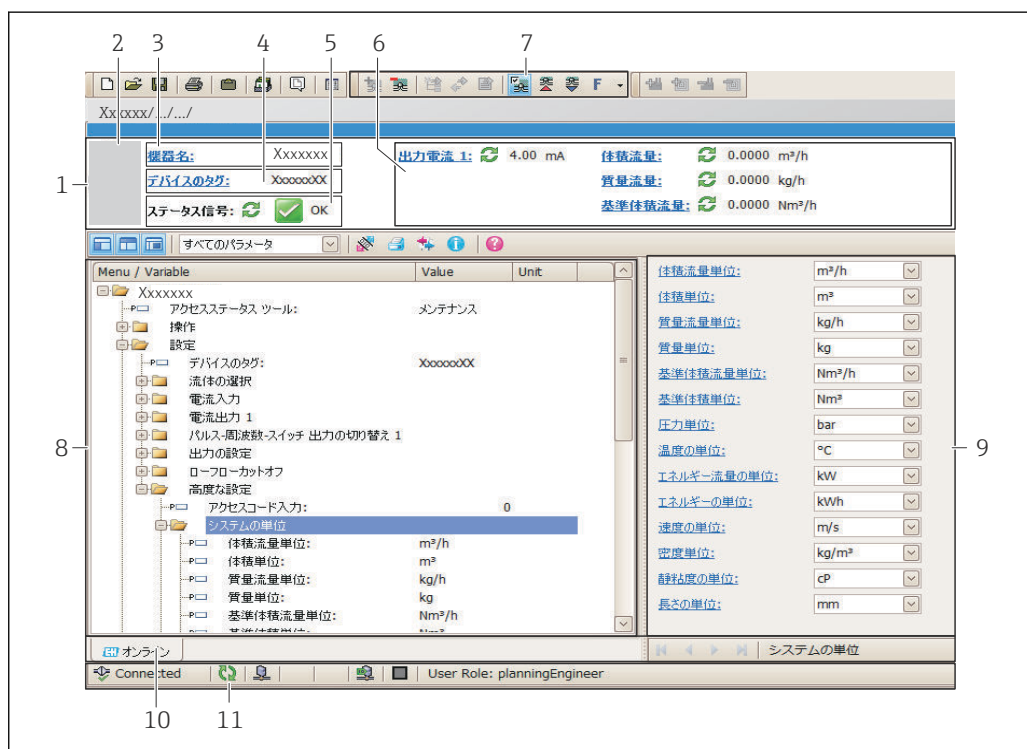 2 3 4 5 6 7
F
Xxxxxx/../../
1
機器名: Xxxxxxx
デバイスのタグ: XxooooXX
ステータス信号: OK
出力電流 1: 4.00 mA
体積流量: 0.0000 m³/h
質量流量: 0.0000 kg/h
基準体積流量: 0.0000 Nm³/h
すべてのパラメータ
Menu / Variable Value Unit
Xxxxxxx
アクセスステータス ツール: メンテナンス
操作
設定
デバイスのタグ: XxooooXX
流体の選択
電流入力
電流出力 1
パルス-周波数-スイッチ 出力の切り替え 1
8
出力の設定
ローフローカットオフ
高度な設定
アクセスコード入力: 0
システムの単位
体積流量単位: m³/h
体積単位: m³
質量流量単位: kg/h
質量単位: kg
基準体積流量単位: Nm³/h
基準体積単位: Nm³
体積流量単位: m³/h
体積単位: m³
質量流量単位: kg/h
質量単位: kg
基準体積流量単位: Nm³/h
基準体積単位: Nm³
圧力単位: bar
温度の単位: °C
9
エネルギー流量の単位: kW
エネルギーの単位: kWh
速度の単位: m/s
密度単位: kg/m³
静粘度の単位: cP
長さの単位: mm
オンライン
システムの単位
Connected User Role: planningEngineer
10 11